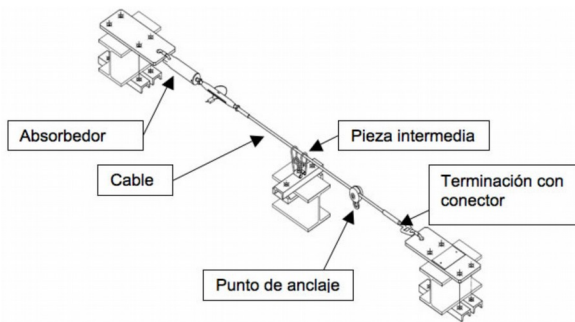 Absorbedor
Pieza intermedia
Cable
Terminación con
conector
Punto de anclaje